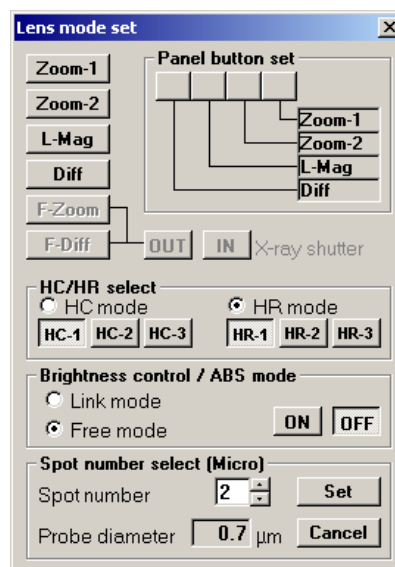 Lens mode set
Zoom-1
Zoom-2
L-Mag
Diff
F-Zoom
F-Diff
Panel button set
Zoom-1
Zoom-2
L-Mag
Diff
OUT IN X-ray shutter
HC/HR select
HC mode HR mode
HC-1 HC-2 HC-3 HR-1 HR-2 HR-3
Brightness control / ABS mode
Link mode
Free mode ON OFF
Spot number select (Micro)
Spot number 2 Set
Probe diameter 0.7 µm Cancel